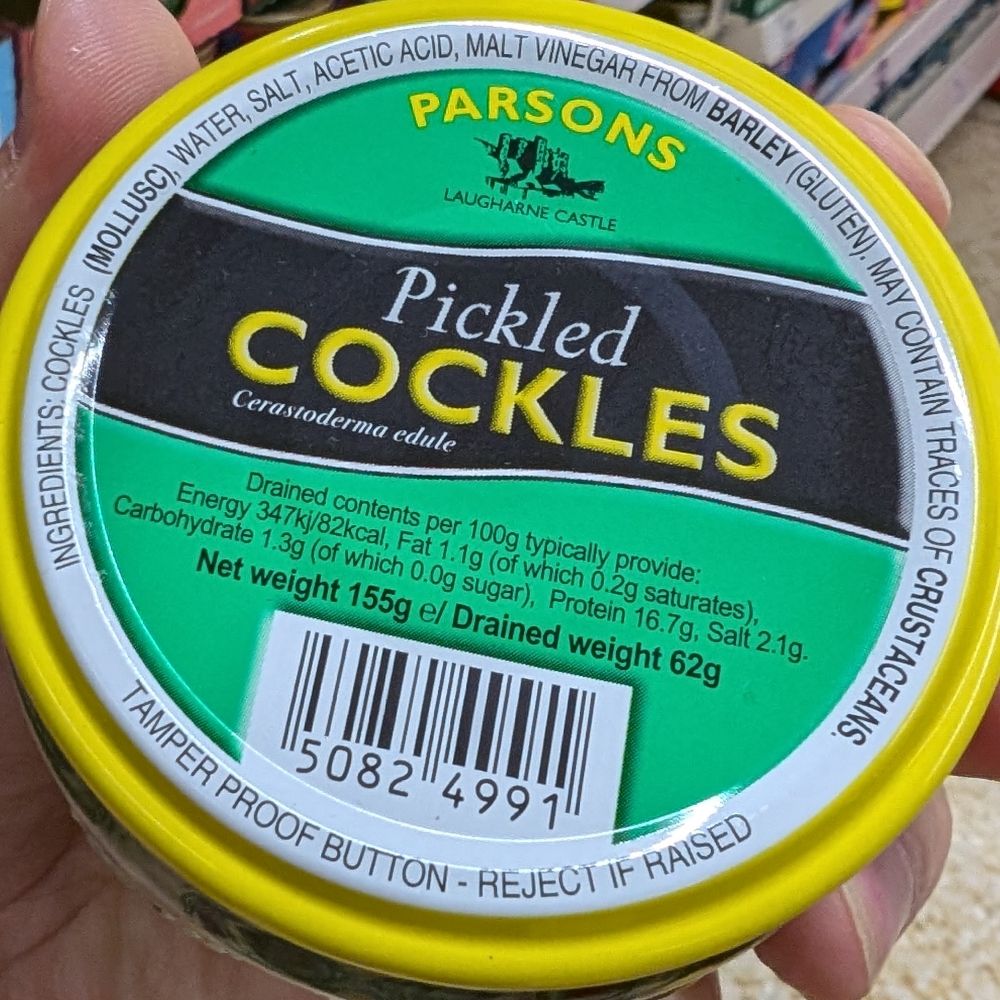 INGREDIENTS: COCKLES (MOLLUSC), WATER, SALT, ACETIC ACID, MALT VINEGAR FROM BARLEY (GLUTEN). MAY CONTAIN TRACES OF CRUSTACEANS.
PARSONS
LAUGHARNE CASTLE
Pickled
COCKLES
Cerastoderma edule
Drained contents per 100g typically provide:
Energy 347kj/82kcal, Fat 1.1g (of which 0.2g saturates),
Carbohydrate 1.3g (of which 0.0g sugar), Protein 16.7g, Salt 2.1g.
Net weight 155g e/ Drained weight 62g
5082 4991
TAMPER PROOF BUTTON - REJECT IF RAISED